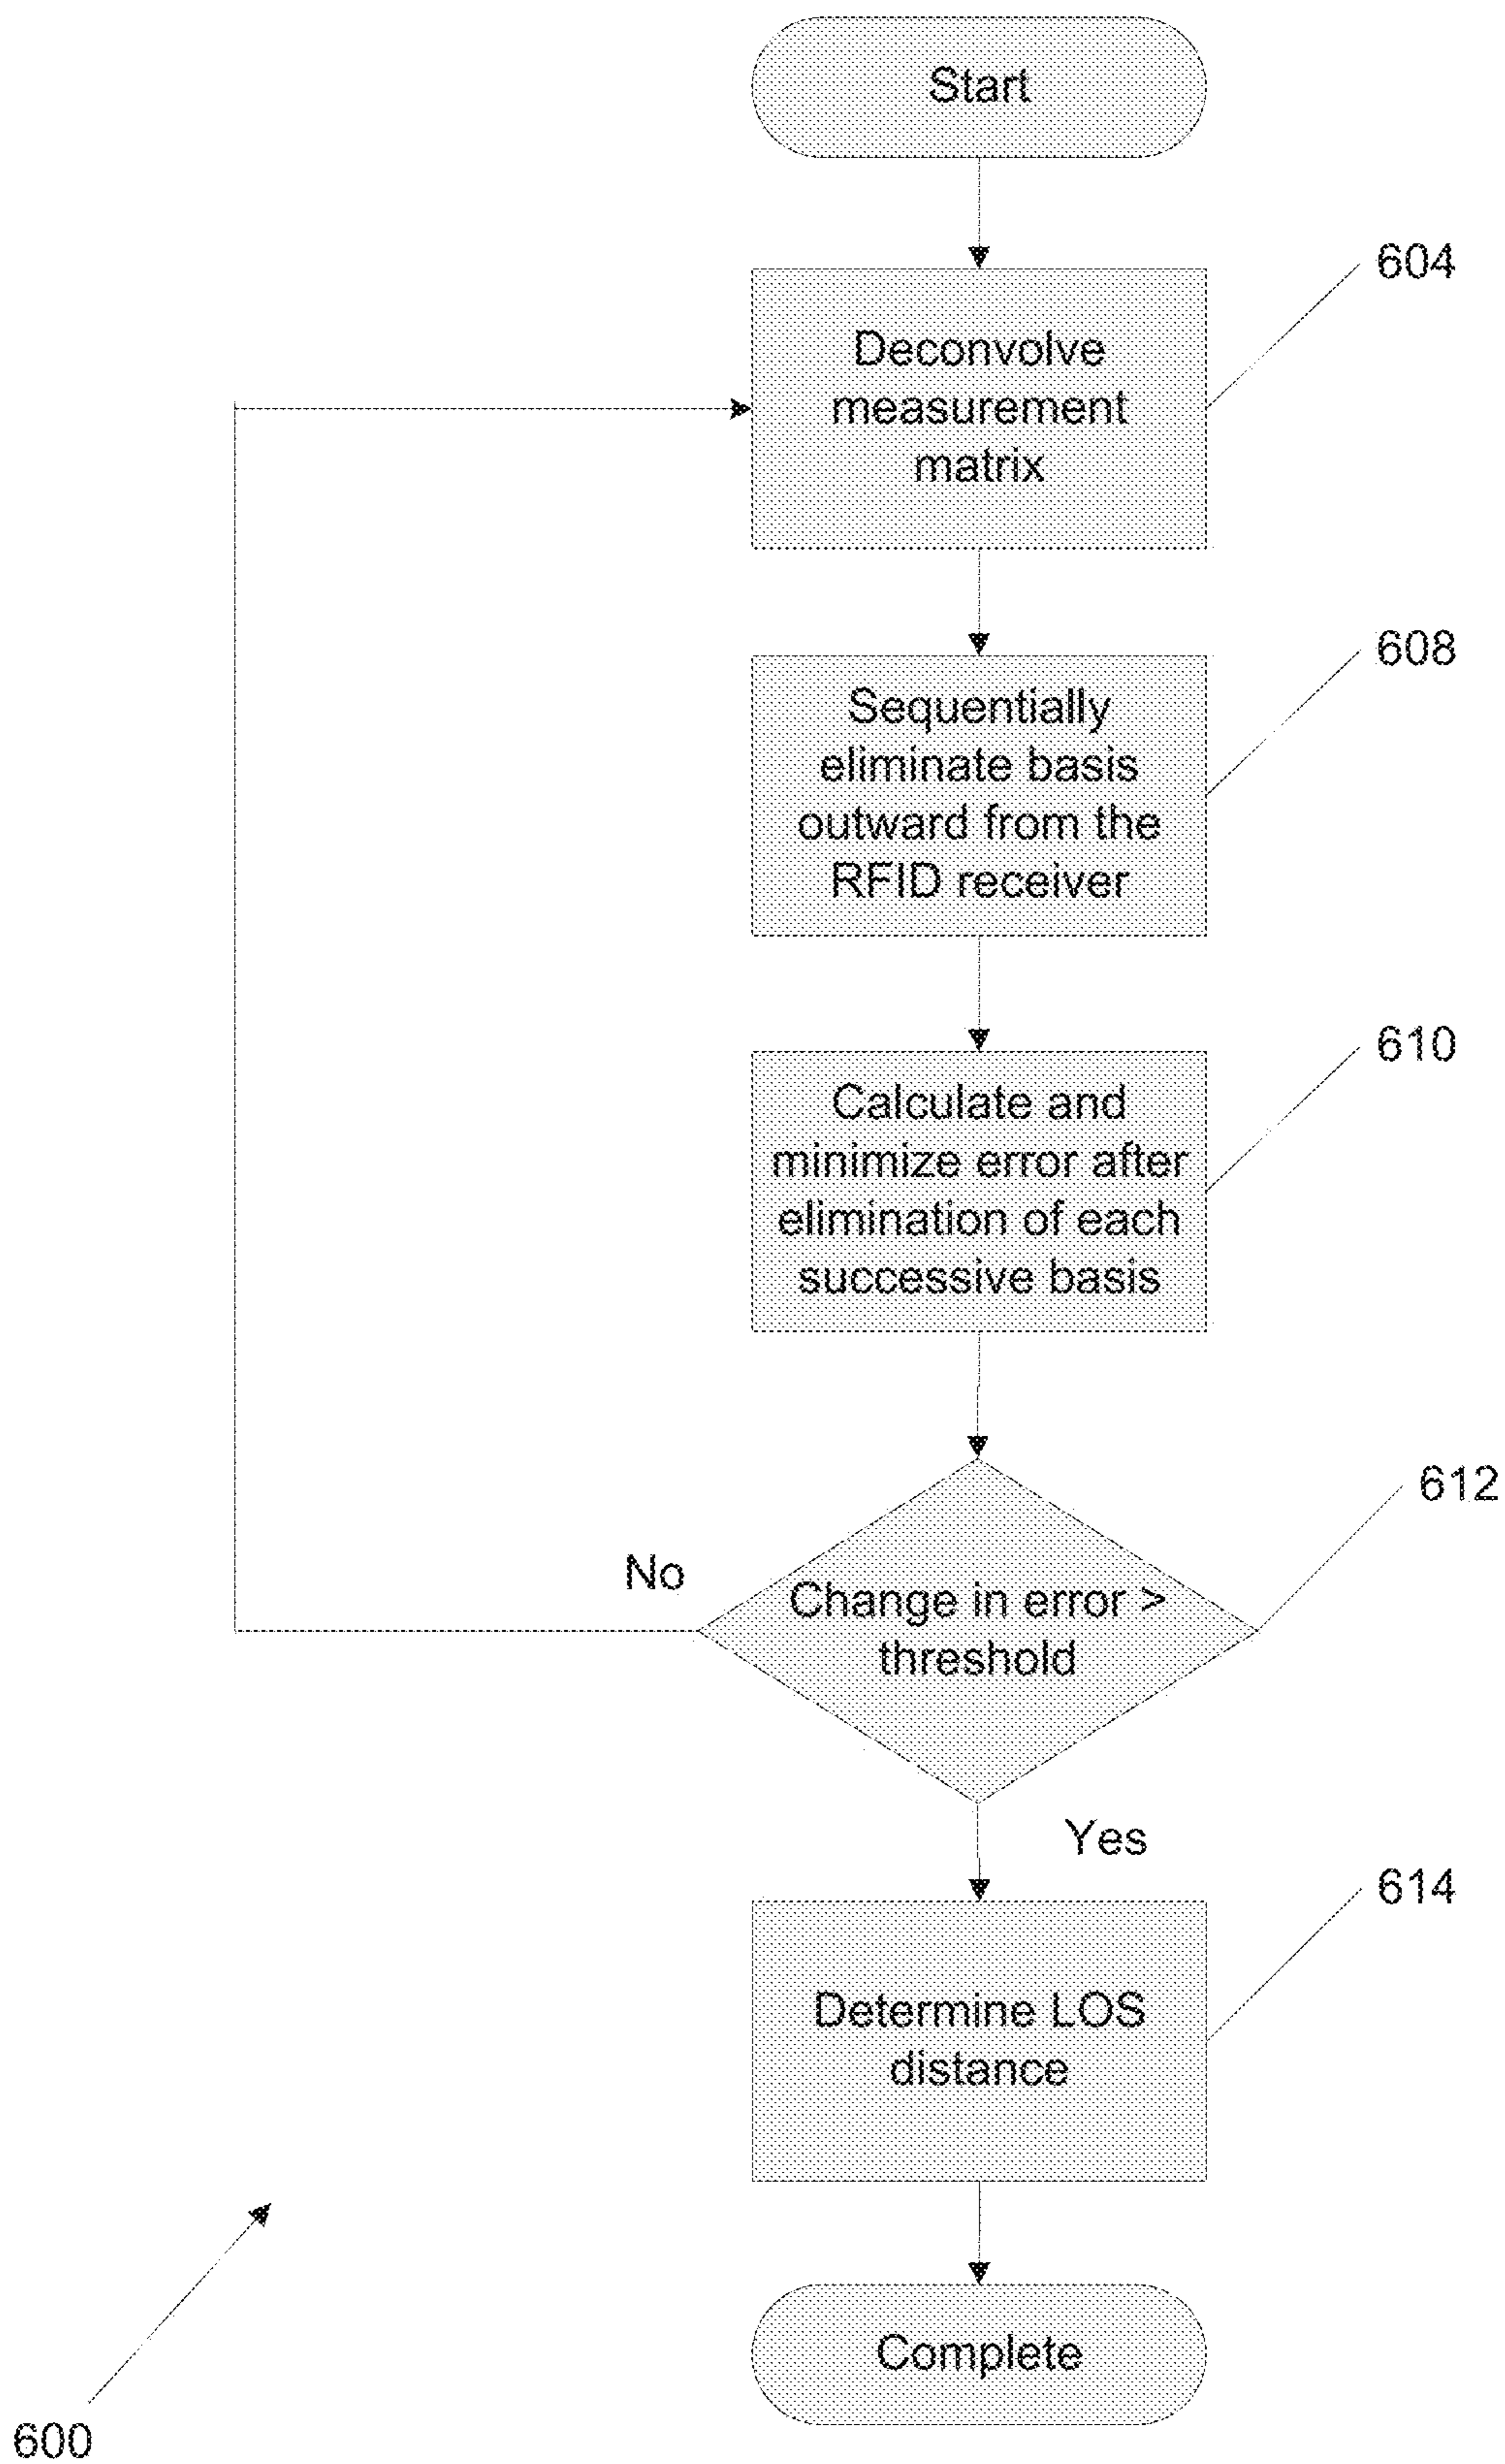 Start
604
Deconvolve
measurement
matrix
608
Sequentially
eliminate basis
outward from the
RFID receiver
610
Calculate and
minimize error after
elimination of each
successive basis
612
No
Change in error >
threshold
Yes
614
Determine LOS
distance
Complete
600